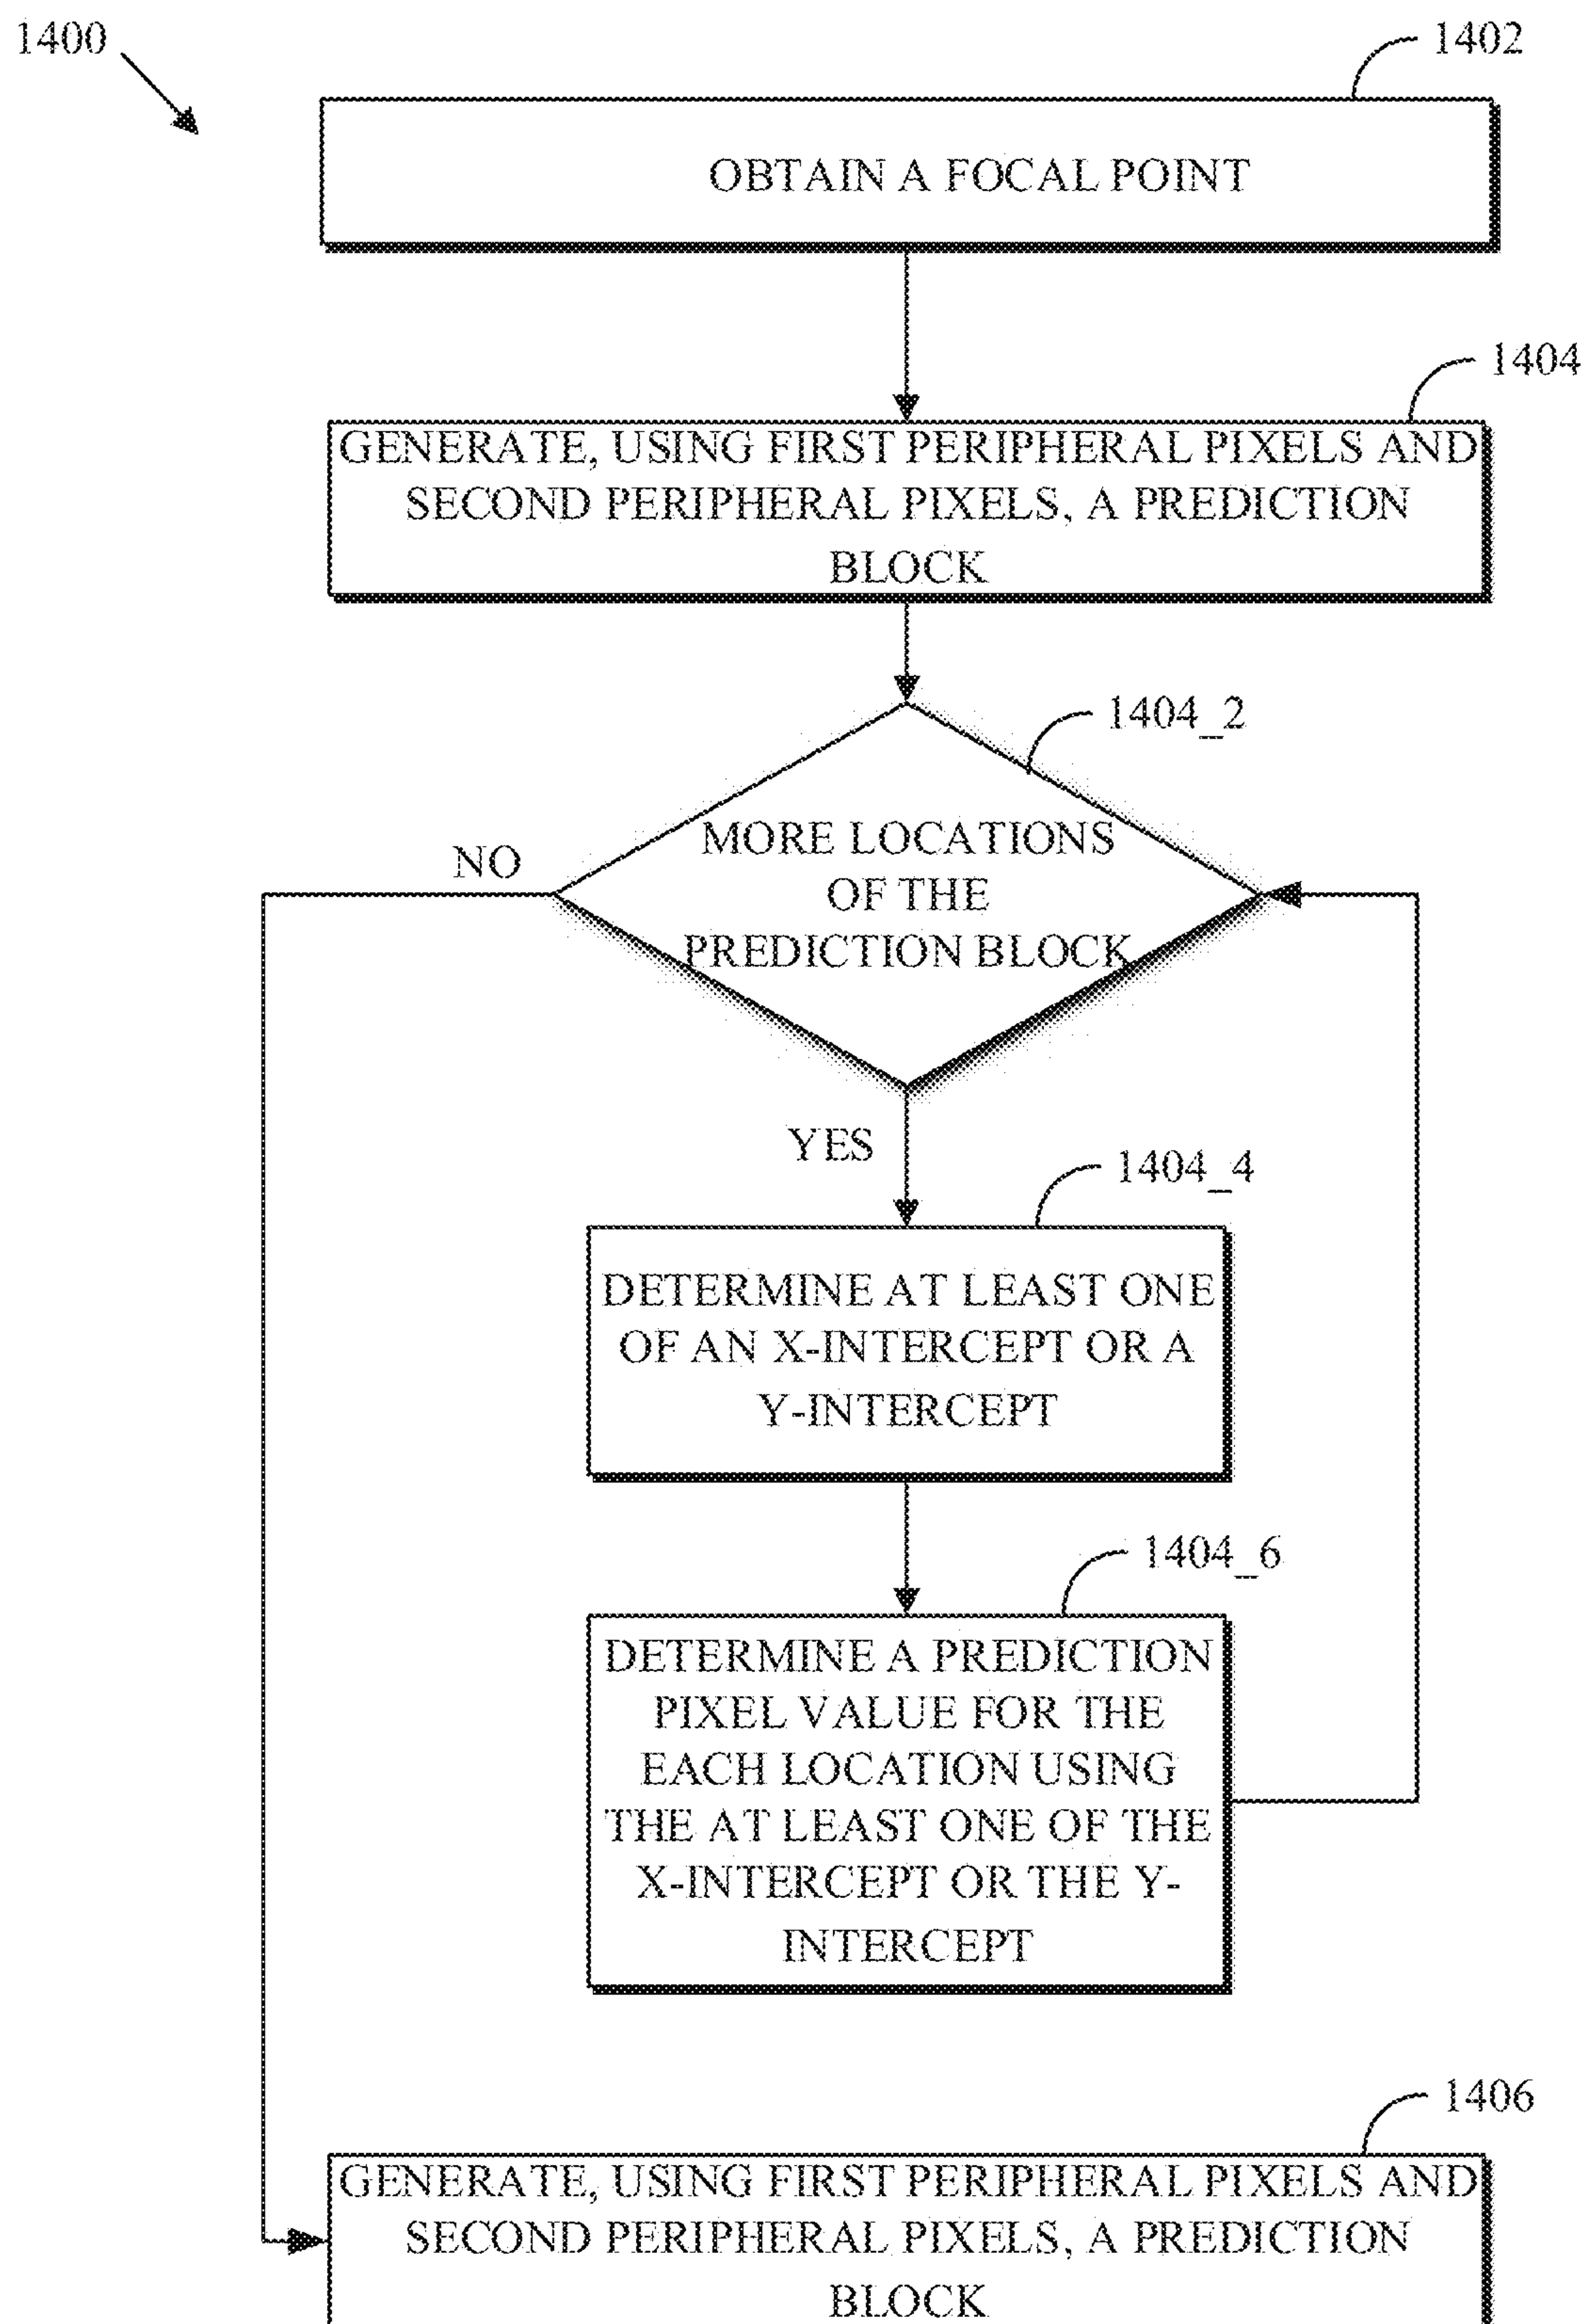 1400
1402
OBTAIN A FOCAL POINT
1404
GENERATE, USING FIRST PERIPHERAL PIXELS AND
SECOND PERIPHERAL PIXELS, A PREDICTION
BLOCK
1404_2
MORE LOCATIONS
OF THE
PREDICTION BLOCK
NO
YES
1404_4
DETERMINE AT LEAST ONE
OF AN X-INTERCEPT OR A
Y-INTERCEPT
1404_6
DETERMINE A PREDICTION
PIXEL VALUE FOR THE
EACH LOCATION USING
THE AT LEAST ONE OF THE
X-INTERCEPT OR THE Y-
INTERCEPT
1406
GENERATE, USING FIRST PERIPHERAL PIXELS AND
SECOND PERIPHERAL PIXELS, A PREDICTION
BLOCK